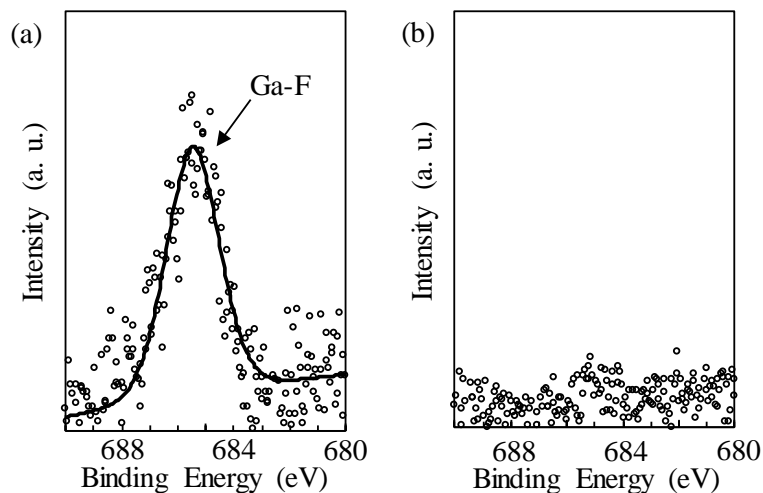 (a)
Ga-F
Intensity (a. u.)
688 684 680
Binding Energy (eV)
(b)
Intensity (a. u.)
688 684 680
Binding Energy (eV)